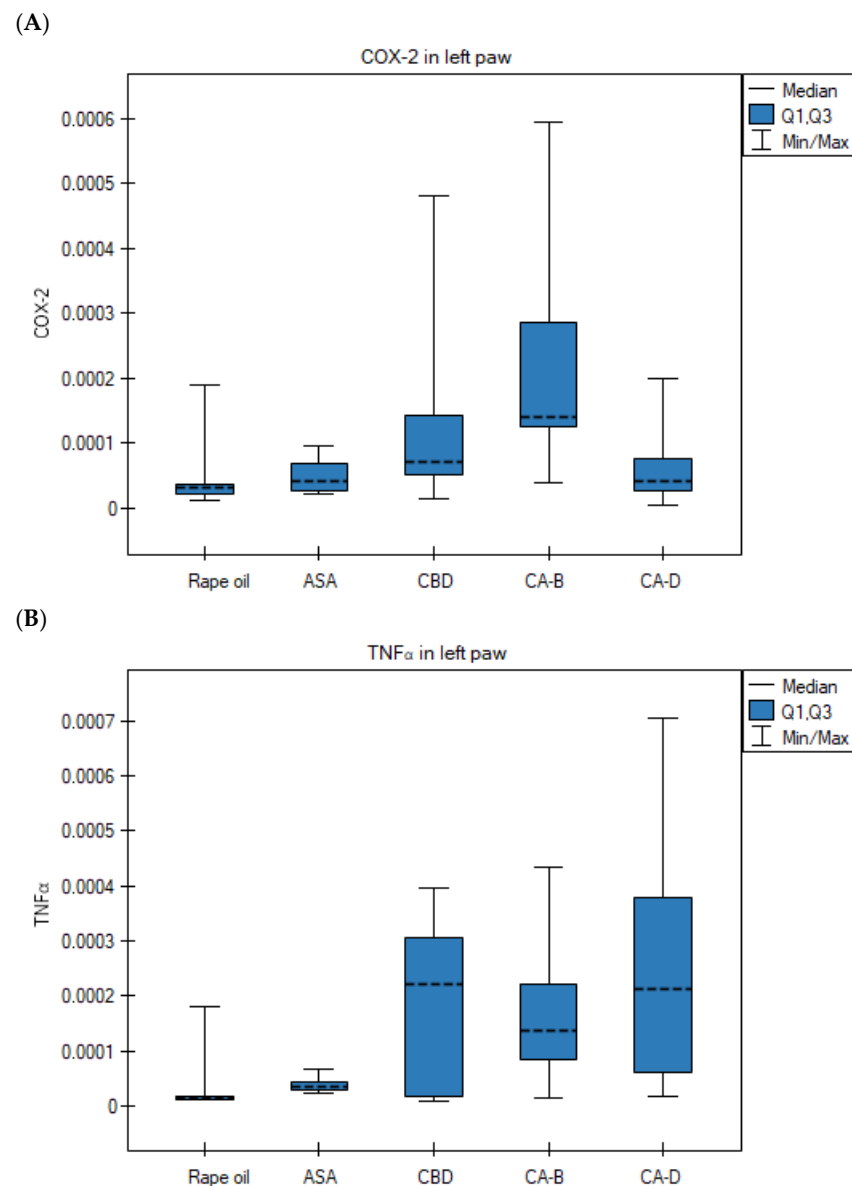 (A)
COX-2 in left paw
Median
Q1,Q3
Min/Max
0.0006
0.0005
0.0004
0.0003
0.0002
0.0001
0
COX-2
Rape oil ASA CBD CA-B CA-D
(B)
TNFα in left paw
Median
Q1,Q3
Min/Max
0.0007
0.0006
0.0005
0.0004
0.0003
0.0002
0.0001
0
TNFα
Rape oil ASA CBD CA-B CA-D